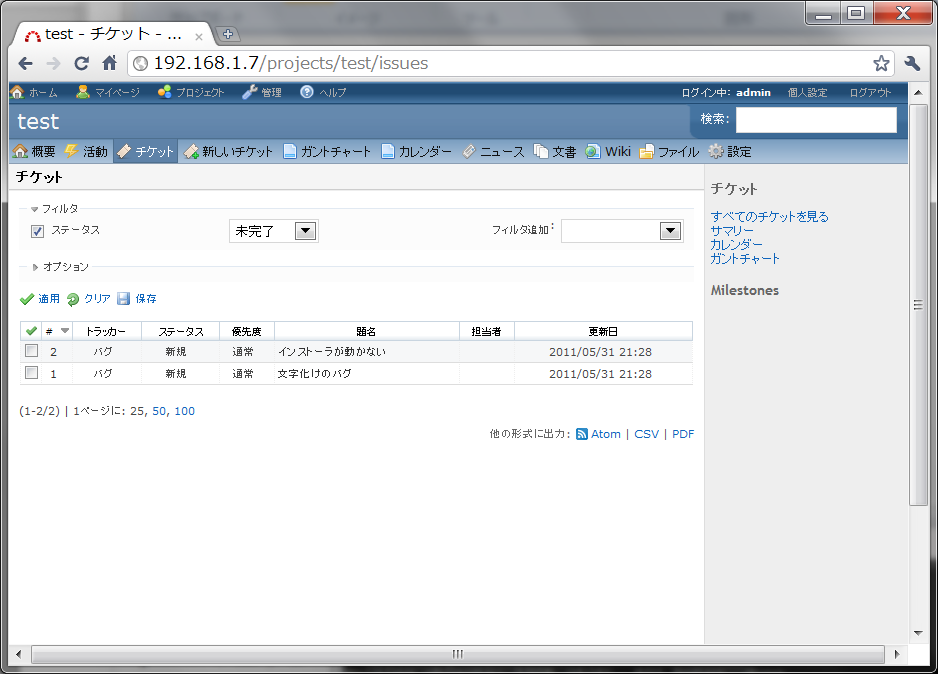 test - チケット - ...
192.168.1.7/projects/test/issues
ホーム マイページ プロジェクト 管理 ヘルプ ログイン中: admin 個人設定 ログアウト
test 検索:
概要 活動 チケット 新しいチケット ガントチャート カレンダー ニュース 文書 Wiki ファイル 設定
チケット
フィルタ
ステータス 未完了 フィルタ追加:
オプション
適用 クリア 保存
# トラッカー ステータス 優先度 題名 担当者 更新日
2 バグ 新規 通常 インストーラが動かない 2011/05/31 21:28
1 バグ 新規 通常 文字化けのバグ 2011/05/31 21:28
(1-2/2) | 1ページに: 25, 50, 100
他の形式に出力: Atom | CSV | PDF
チケット
すべてのチケットを見る
サマリー
カレンダー
ガントチャート
Milestones